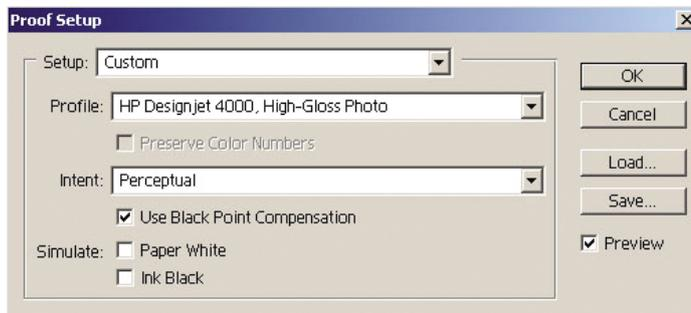 Proof Setup
Setup: Custom
OK
Profile: HP Designjet 4000, High-Gloss Photo
Cancel
Preserve Color Numbers
Load...
Intent: Perceptual
Save...
Use Black Point Compensation
Preview
Simulate: Paper White
Ink Black